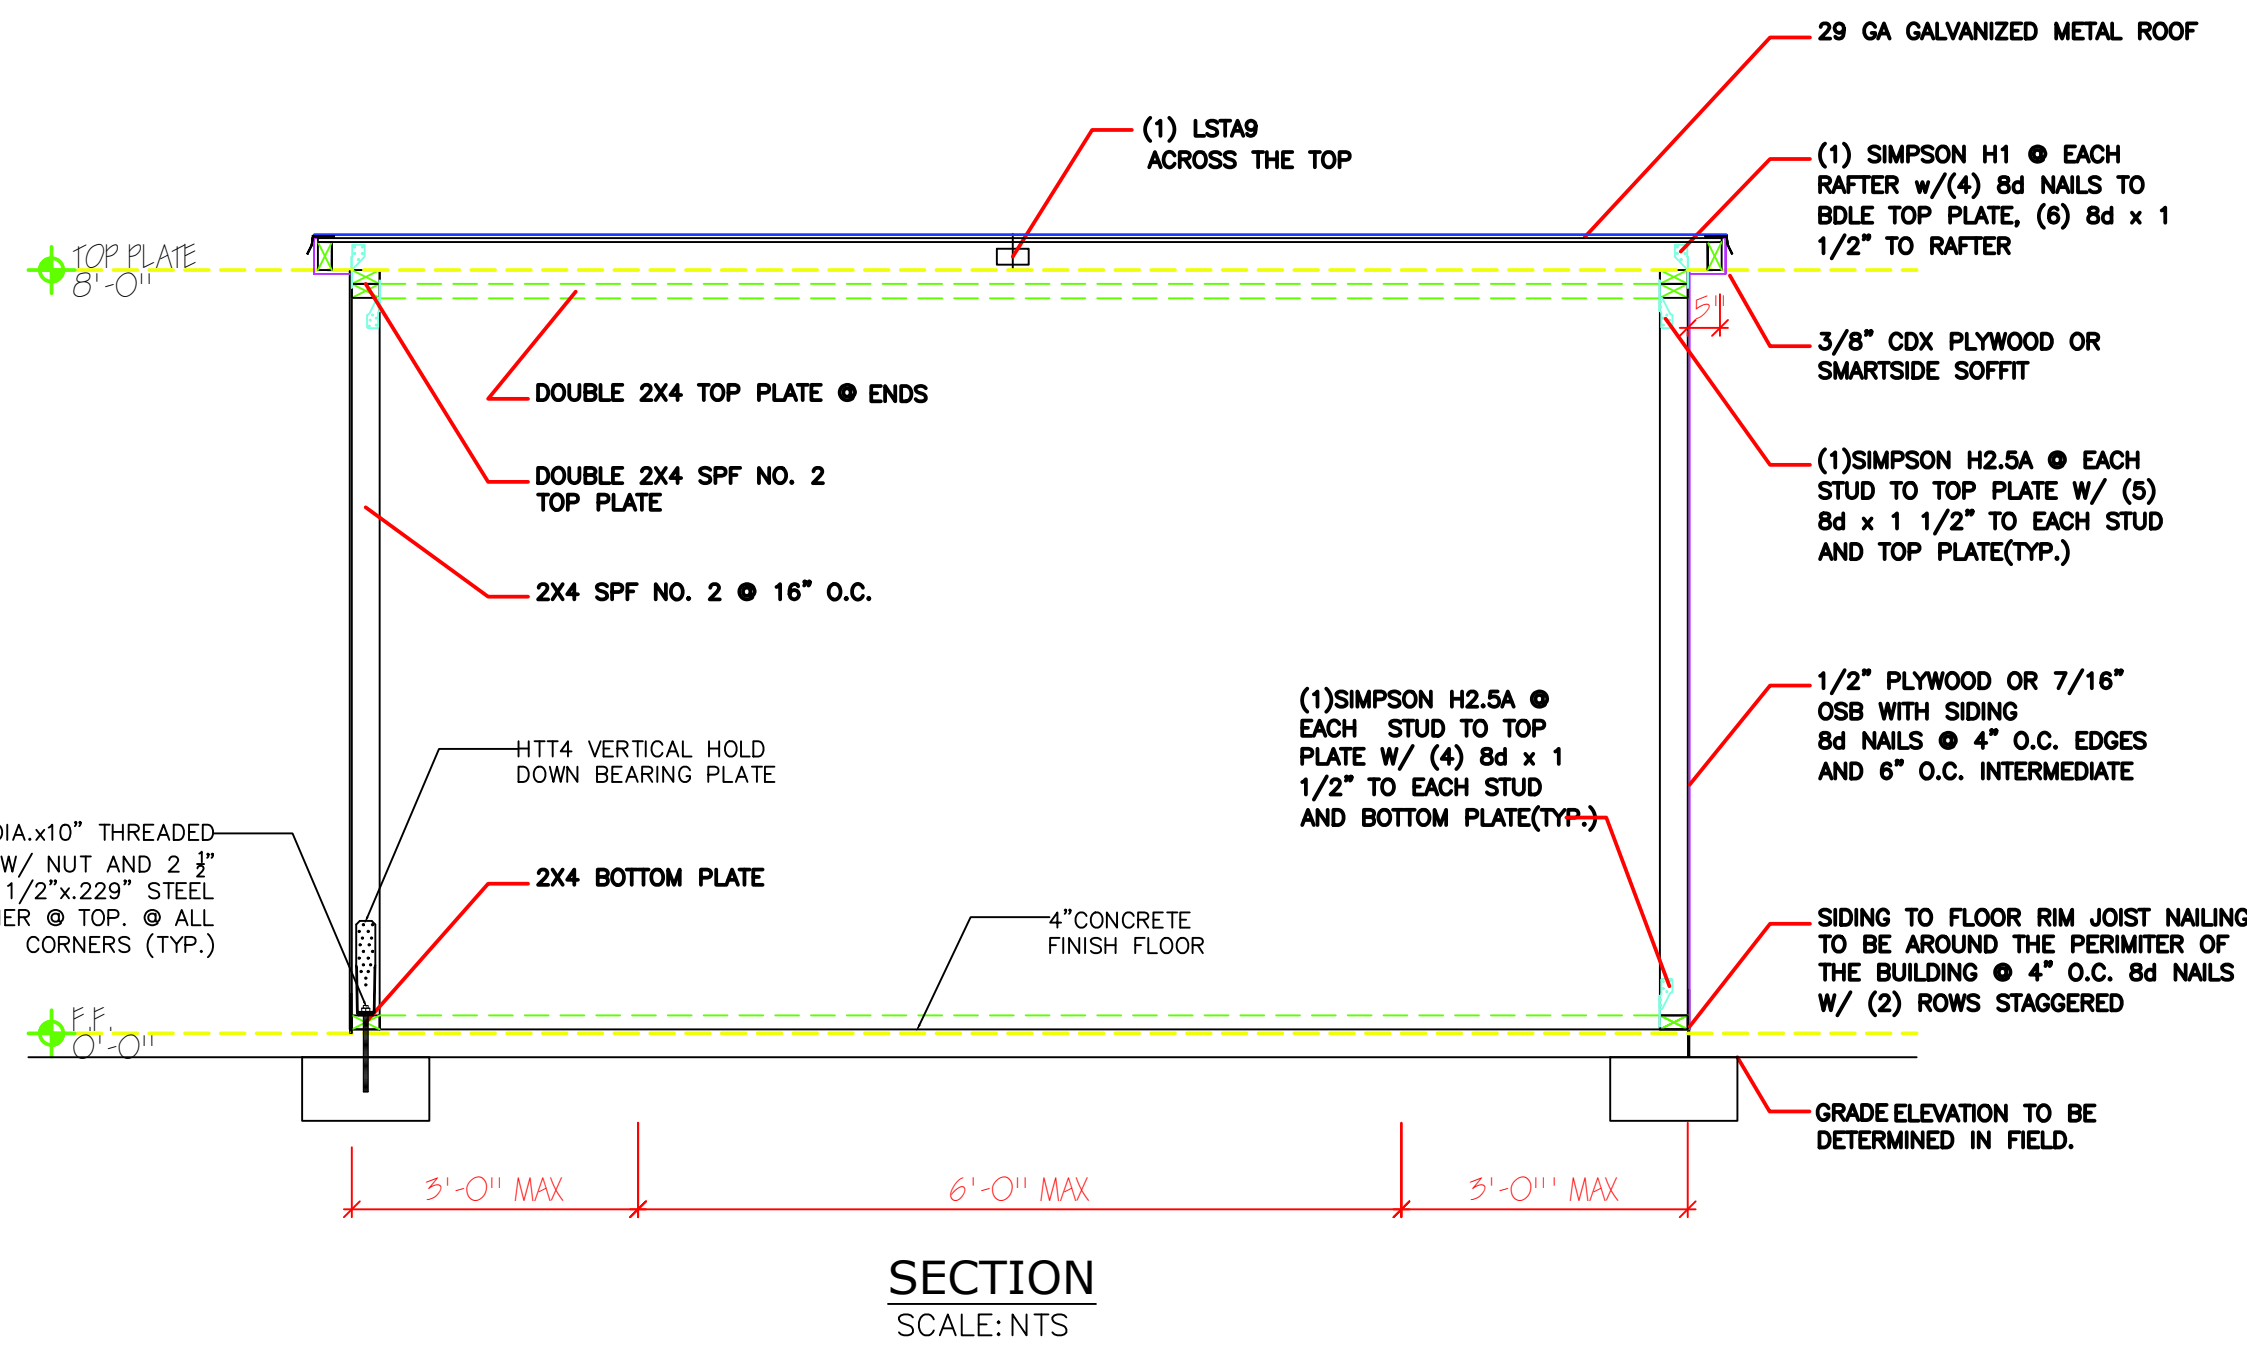 29 GA GALVANIZED METAL ROOF
(1) LSTA9
ACROSS THE TOP
(1) SIMPSON H1 @ EACH
RAFTER w/(4) 8d NAILS TO
BDLE TOP PLATE, (6) 8d x 1
1/2" TO RAFTER
TOP PLATE
8'-0"
5"
3/8" CDX PLYWOOD OR
SMARTSIDE SOFFIT
DOUBLE 2X4 TOP PLATE @ ENDS
DOUBLE 2X4 SPF NO. 2
TOP PLATE
(1)SIMPSON H2.5A @ EACH
STUD TO TOP PLATE W/ (5)
8d x 1 1/2" TO EACH STUD
AND TOP PLATE(TYP.)
2X4 SPF NO. 2 @ 16" O.C.
(1)SIMPSON H2.5A @
EACH STUD TO TOP
PLATE W/ (4) 8d x 1
1/2" TO EACH STUD
AND BOTTOM PLATE(TYP.)
1/2" PLYWOOD OR 7/16"
OSB WITH SIDING
8d NAILS @ 4" O.C. EDGES
AND 6" O.C. INTERMEDIATE
HTT4 VERTICAL HOLD
DOWN BEARING PLATE
DIA.x10" THREADED
W/ NUT AND 2 ½"
1/2"x.229" STEEL
ER @ TOP. @ ALL
CORNERS (TYP.)
2X4 BOTTOM PLATE
4"CONCRETE
FINISH FLOOR
SIDING TO FLOOR RIM JOIST NAILING
TO BE AROUND THE PERIMITER OF
THE BUILDING @ 4" O.C. 8d NAILS
W/ (2) ROWS STAGGERED
F.F.
0'-0"
GRADE ELEVATION TO BE
DETERMINED IN FIELD.
3'-0" MAX
6'-0" MAX
3'-0"' MAX
SECTION
SCALE: NTS